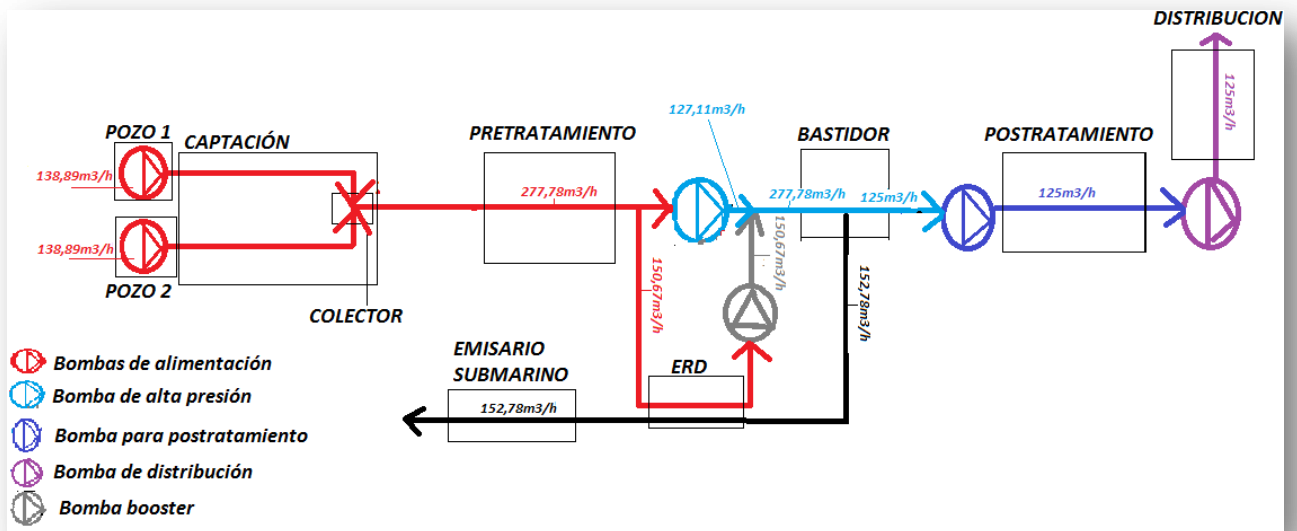 DISTRIBUCION
125m3/h
127,11m3/h
POZO 1
CAPTACIÓN
PRETRATAMIENTO
BASTIDOR
POSTRATAMIENTO
138,89m3/h
277,78m3/h
277,78m3/h
125m3/h
125m3/h
138,89m3/h
POZO 2
150,67m3/h
150,67m3/h
152,78m3/h
COLECTOR
EMISARIO
SUBMARINO
ERD
152,78m3/h
Bombas de alimentación
Bomba de alta presión
Bomba para postratamiento
Bomba de distribución
Bomba booster